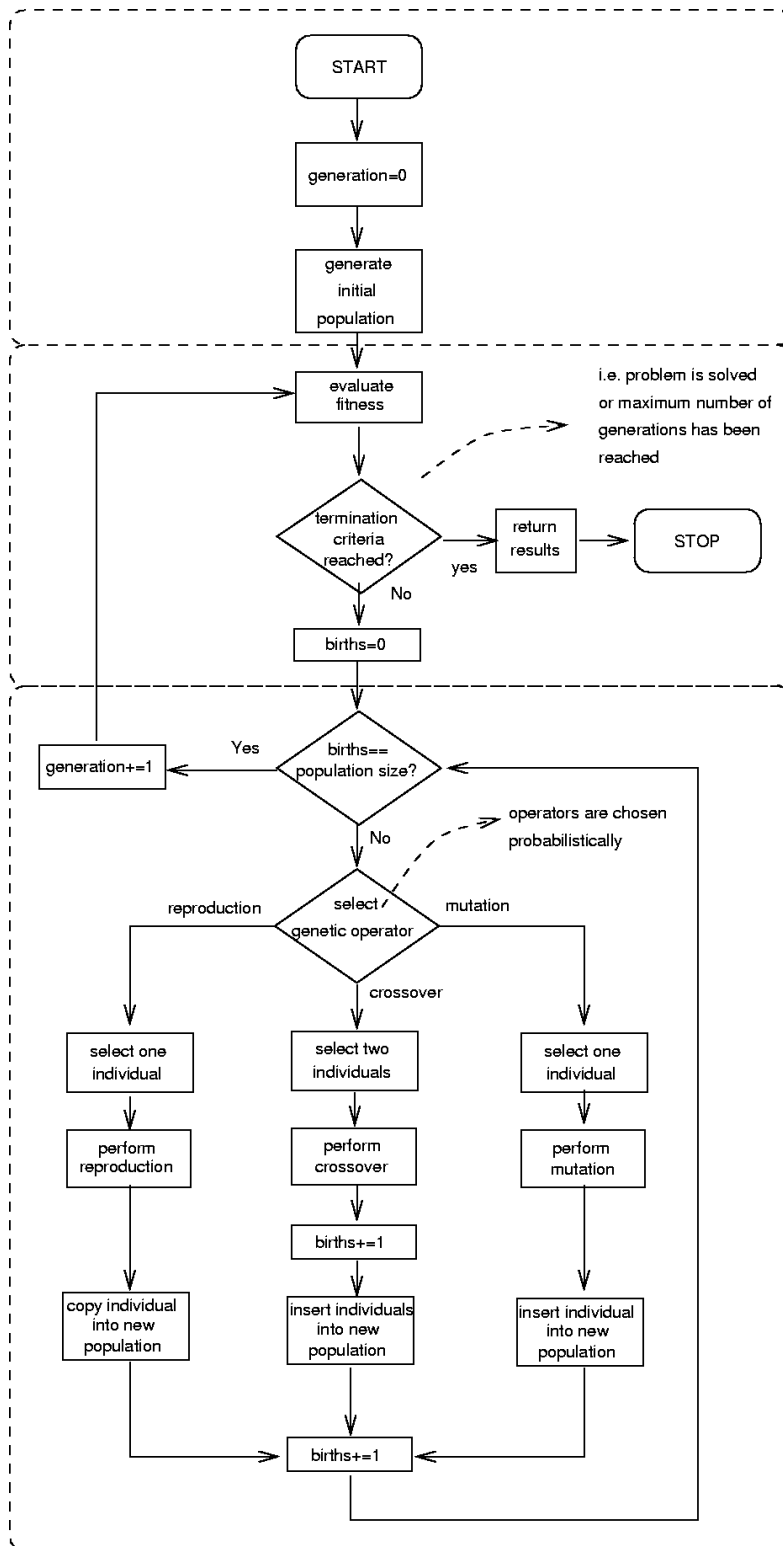 START
generation=0
generate
initial
population
evaluate
fitness
i.e. problem is solved
or maximum number of
generations has been
reached
termination
criteria
reached?
yes
return
results
STOP
No
births=0
births==
population size?
Yes
generation+=1
No
operators are chosen
probabilistically
select
genetic operator
reproduction
mutation
crossover
select one
individual
select two
individuals
select one
individual
perform
reproduction
perform
crossover
perform
mutation
births+=1
copy individual
into new
population
insert individuals
into new
population
insert individual
into new
population
births+=1